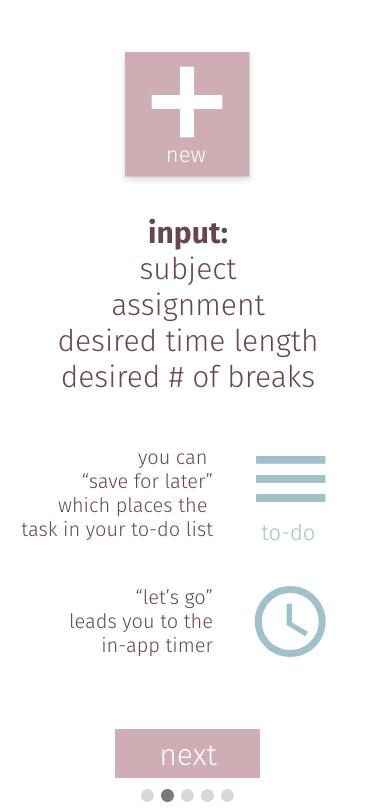 new
input:
subject
assignment
desired time length
desired # of breaks
you can
“save for later”
which places the
task in your to-do list
to-do
“let’s go”
leads you to the
in-app timer
next